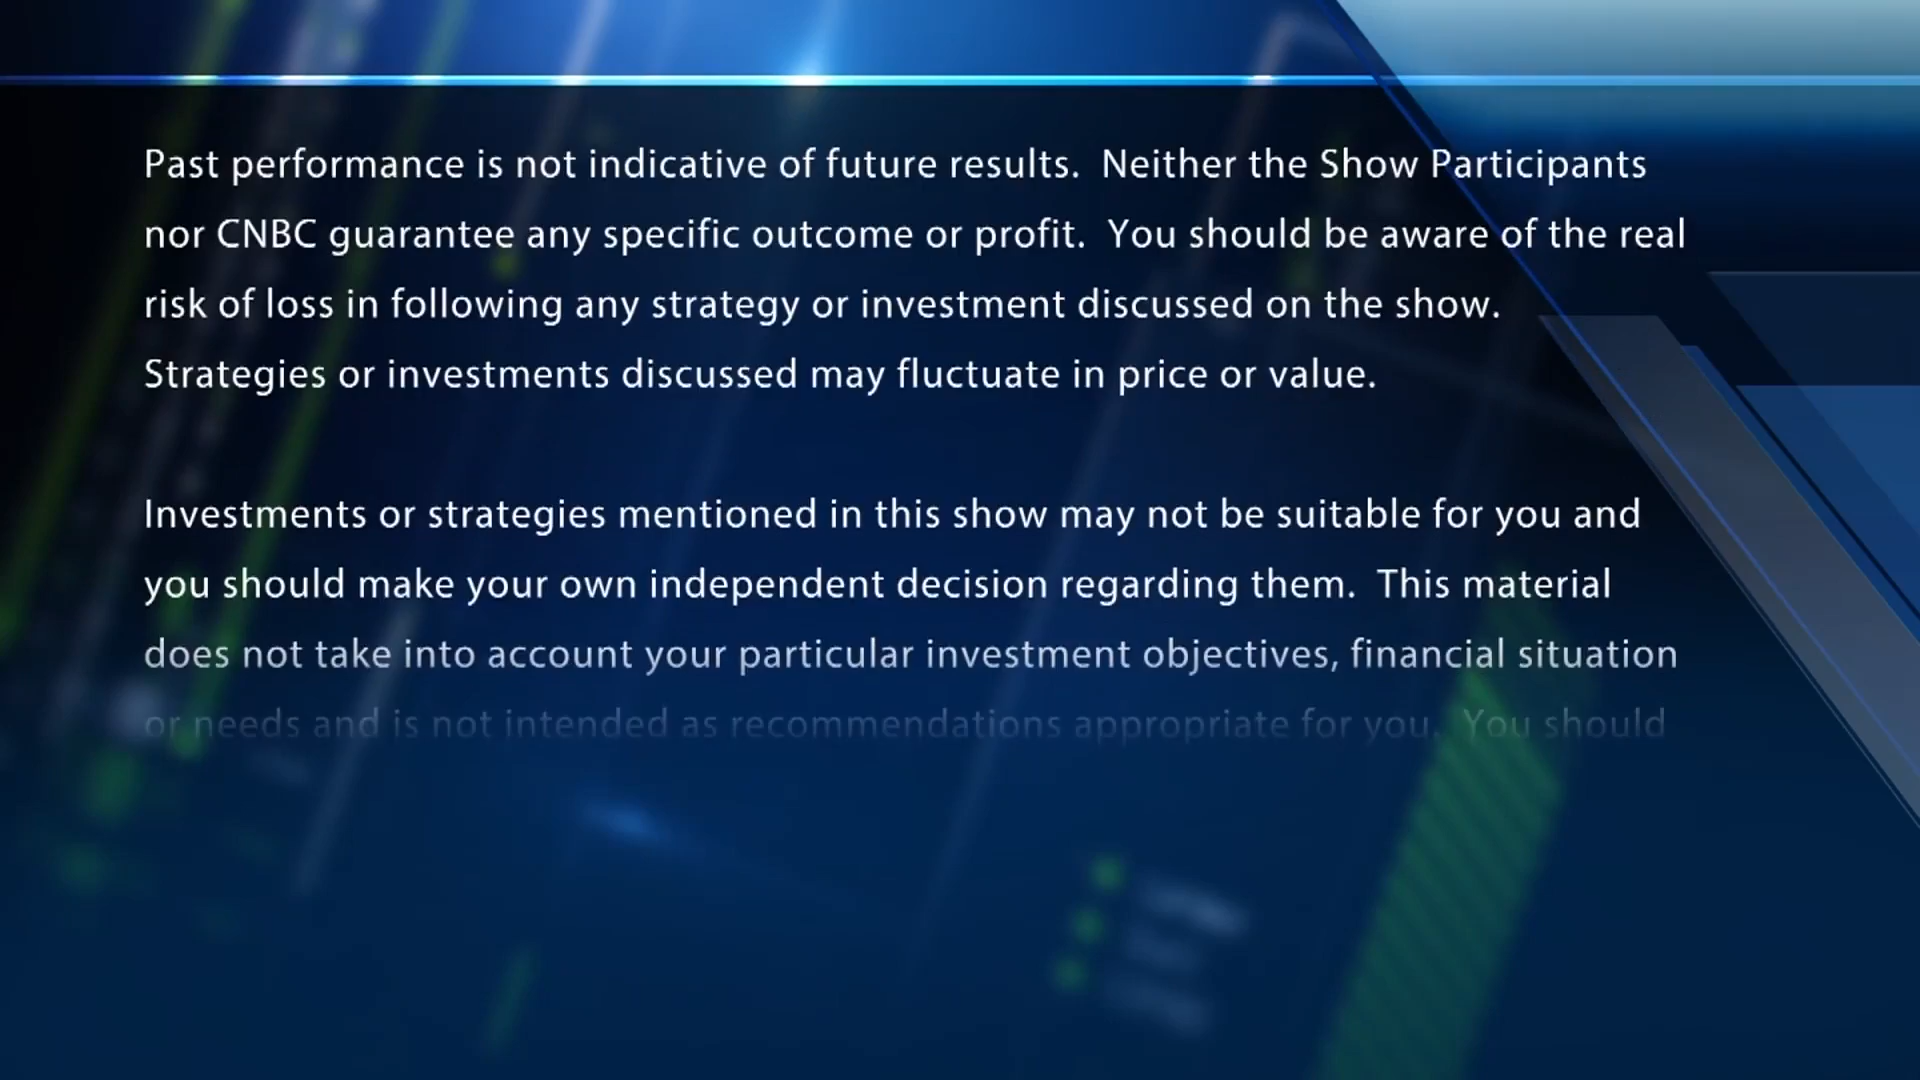 Past performance is not indicative of future results.  Neither the Show Participants
nor CNBC guarantee any specific outcome or profit.  You should be aware of the real
risk of loss in following any strategy or investment discussed on the show.
Strategies or investments discussed may fluctuate in price or value.
Investments or strategies mentioned in this show may not be suitable for you and
you should make your own independent decision regarding them.  This material
does not take into account your particular investment objectives, financial situation
or needs and is not intended as recommendations appropriate for you.  You should